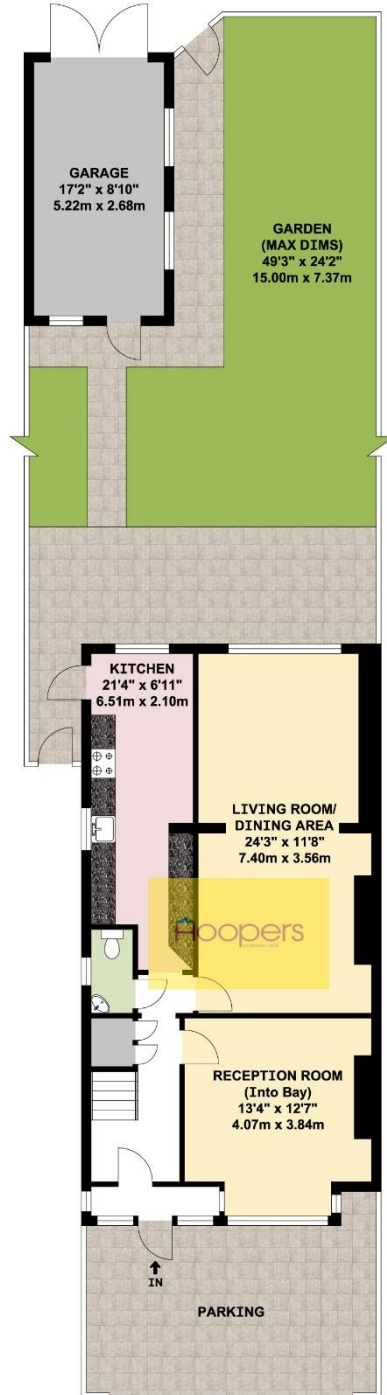 GARAGE
17'2" x 8'10"
5.22m x 2.68m
GARDEN
(MAX DIMS)
49'3" x 24'2"
15.00m x 7.37m
KITCHEN
21'4" x 6'11"
6.51m x 2.10m
LIVING ROOM/
DINING AREA
24'3" x 11'8"
7.40m x 3.56m
Hoopers
RECEPTION ROOM
(Into Bay)
13'4" x 12'7"
4.07m x 3.84m
IN
PARKING